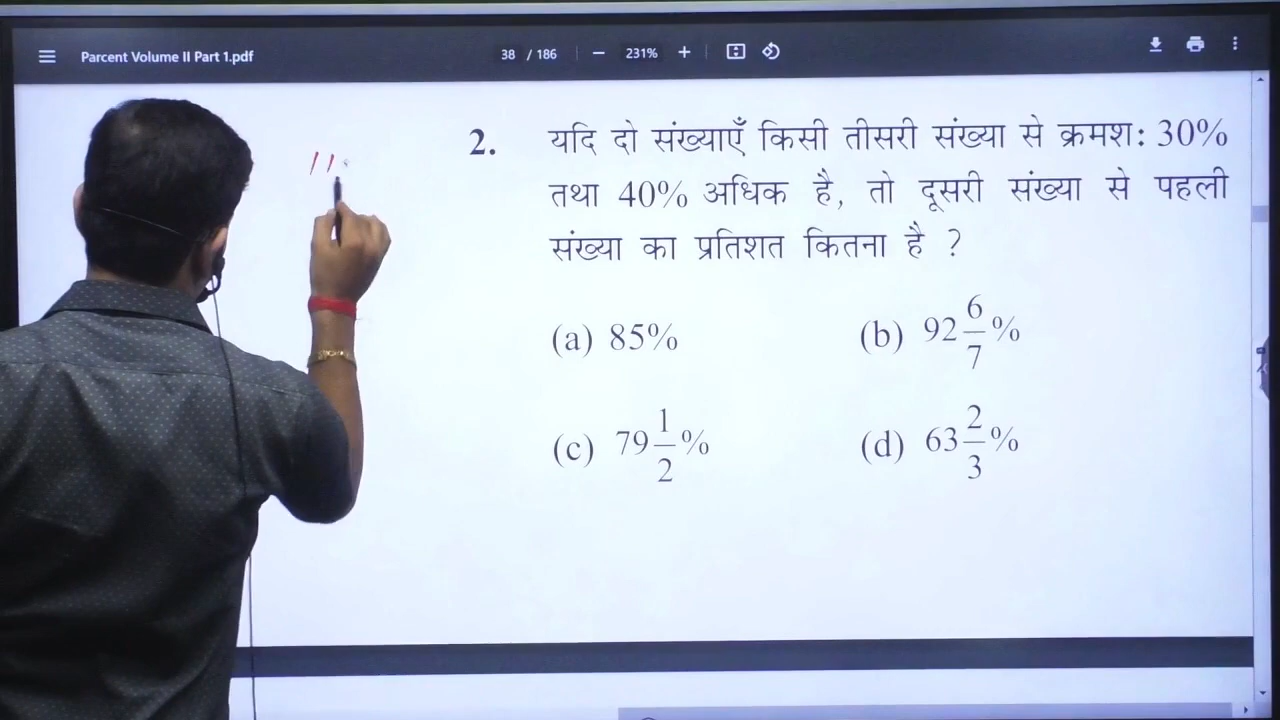 Parcent Volume II Part 1.pdf
38 / 186
231%
11
2. यदि दो संख्याएँ किसी तीसरी संख्या से क्रमश: 30%
तथा 40% अधिक है, तो दूसरी संख्या से पहली
संख्या का प्रतिशत कितना है ?
(a) 85% (b) 92 6/7 %
(c) 79 1/2 % (d) 63 2/3 %